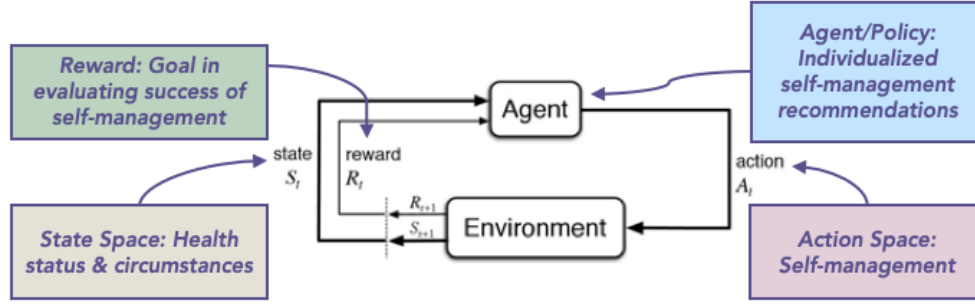 Reward: Goal in
evaluating success of
self-management
Agent/Policy:
Individualized
self-management
recommendations
Agent
state
S_t
reward
R_t
action
A_t
R_{t+1}
S_{t+1}
Environment
State Space: Health
status & circumstances
Action Space:
Self-management